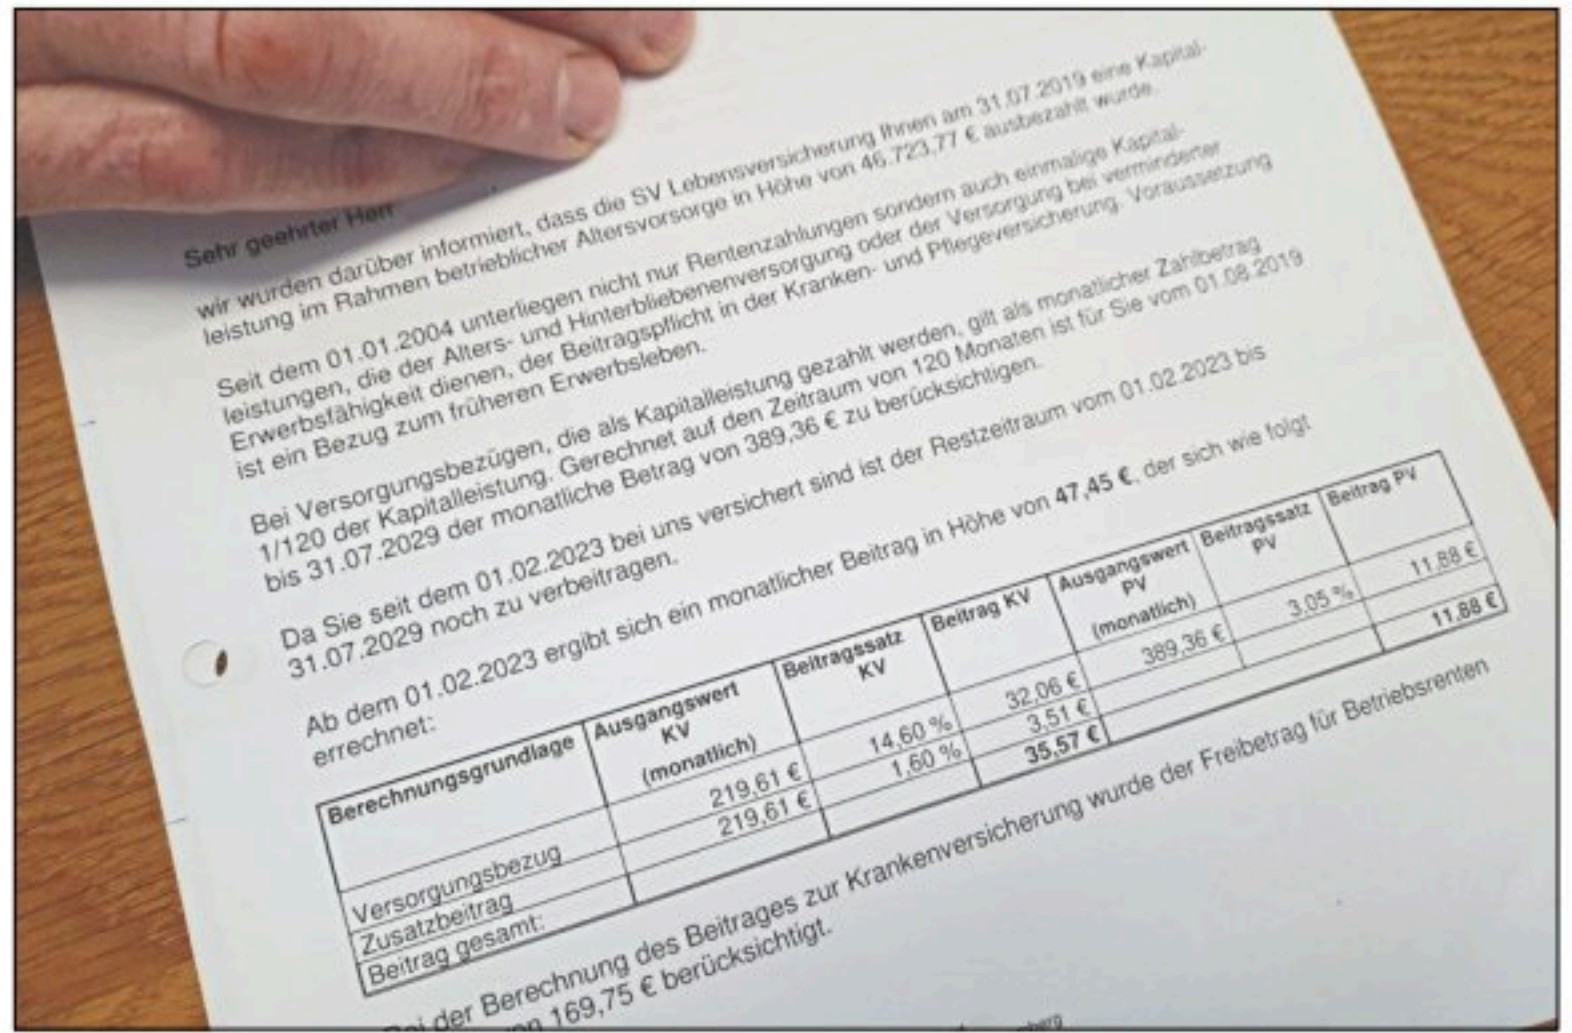 Sehr geehrter Herr
wir wurden darüber informiert, dass die SV Lebensversicherung Ihnen am 31.07.2019 eine Kapital-
leistung im Rahmen betrieblicher Altersvorsorge in Höhe von 46.723,77 € ausbezahlt wurde.
Seit dem 01.01.2004 unterliegen nicht nur Rentenzahlungen sondern auch einmalige Kapital-
leistungen, die der Alters- und Hinterbliebenenversorgung oder der Versorgung bei verminderter
Erwerbsfähigkeit dienen, der Beitragspflicht in der Kranken- und Pflegeversicherung. Voraussetzung
ist ein Bezug zum früheren Erwerbsleben.
Bei Versorgungsbezügen, die als Kapitalleistung gezahlt werden, gilt als monatlicher Zahlbetrag
1/120 der Kapitalleistung. Gerechnet auf den Zeitraum von 120 Monaten ist für Sie vom 01.08.2019
bis 31.07.2029 der monatliche Betrag von 389,36 € zu berücksichtigen.
Da Sie seit dem 01.02.2023 bei uns versichert sind ist der Restzeitraum vom 01.02.2023 bis
31.07.2029 noch zu verbeitragen.
Ab dem 01.02.2023 ergibt sich ein monatlicher Beitrag in Höhe von 47,45 €, der sich wie folgt
errechnet:
Berechnungsgrundlage Ausgangswert KV (monatlich) Beitragssatz KV Beitrag KV Ausgangswert PV (monatlich) Beitragssatz PV Beitrag PV
Versorgungsbezug 219,61 € 14,60 % 32,06 € 389,36 € 3,05 % 11,88 €
Zusatzbeitrag 219,61 € 1,60 % 3,51 €
Beitrag gesamt: 35,57 € 11,88 €
der Berechnung des Beitrages zur Krankenversicherung wurde der Freibetrag für Betriebsrenten
169,75 € berücksichtigt.